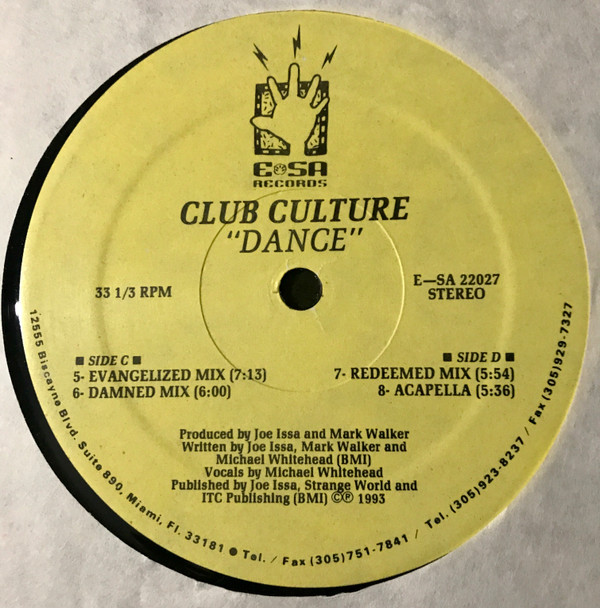 E-SA
RECORDS
CLUB CULTURE
"DANCE"
33 1/3 RPM
E—SA 22027
STEREO
■ SIDE C ■
5- EVANGELIZED MIX (7:13)
6- DAMNED MIX (6:00)
■ SIDE D ■
7- REDEEMED MIX (5:54)
8- ACAPELLA (5:36)
Produced by Joe Issa and Mark Walker
Written by Joe Issa, Mark Walker and
Michael Whitehead (BMI)
Vocals by Michael Whitehead
Published by Joe Issa, Strange World and
ITC Publishing (BMI) ©℗ 1993
12555 Biscayne Blvd. Suite 890, Miami, Fl. 33181 ● Tel. / Fax (305)751-7841 / Tel. (305)923-8237 / Fax (305)929-7327